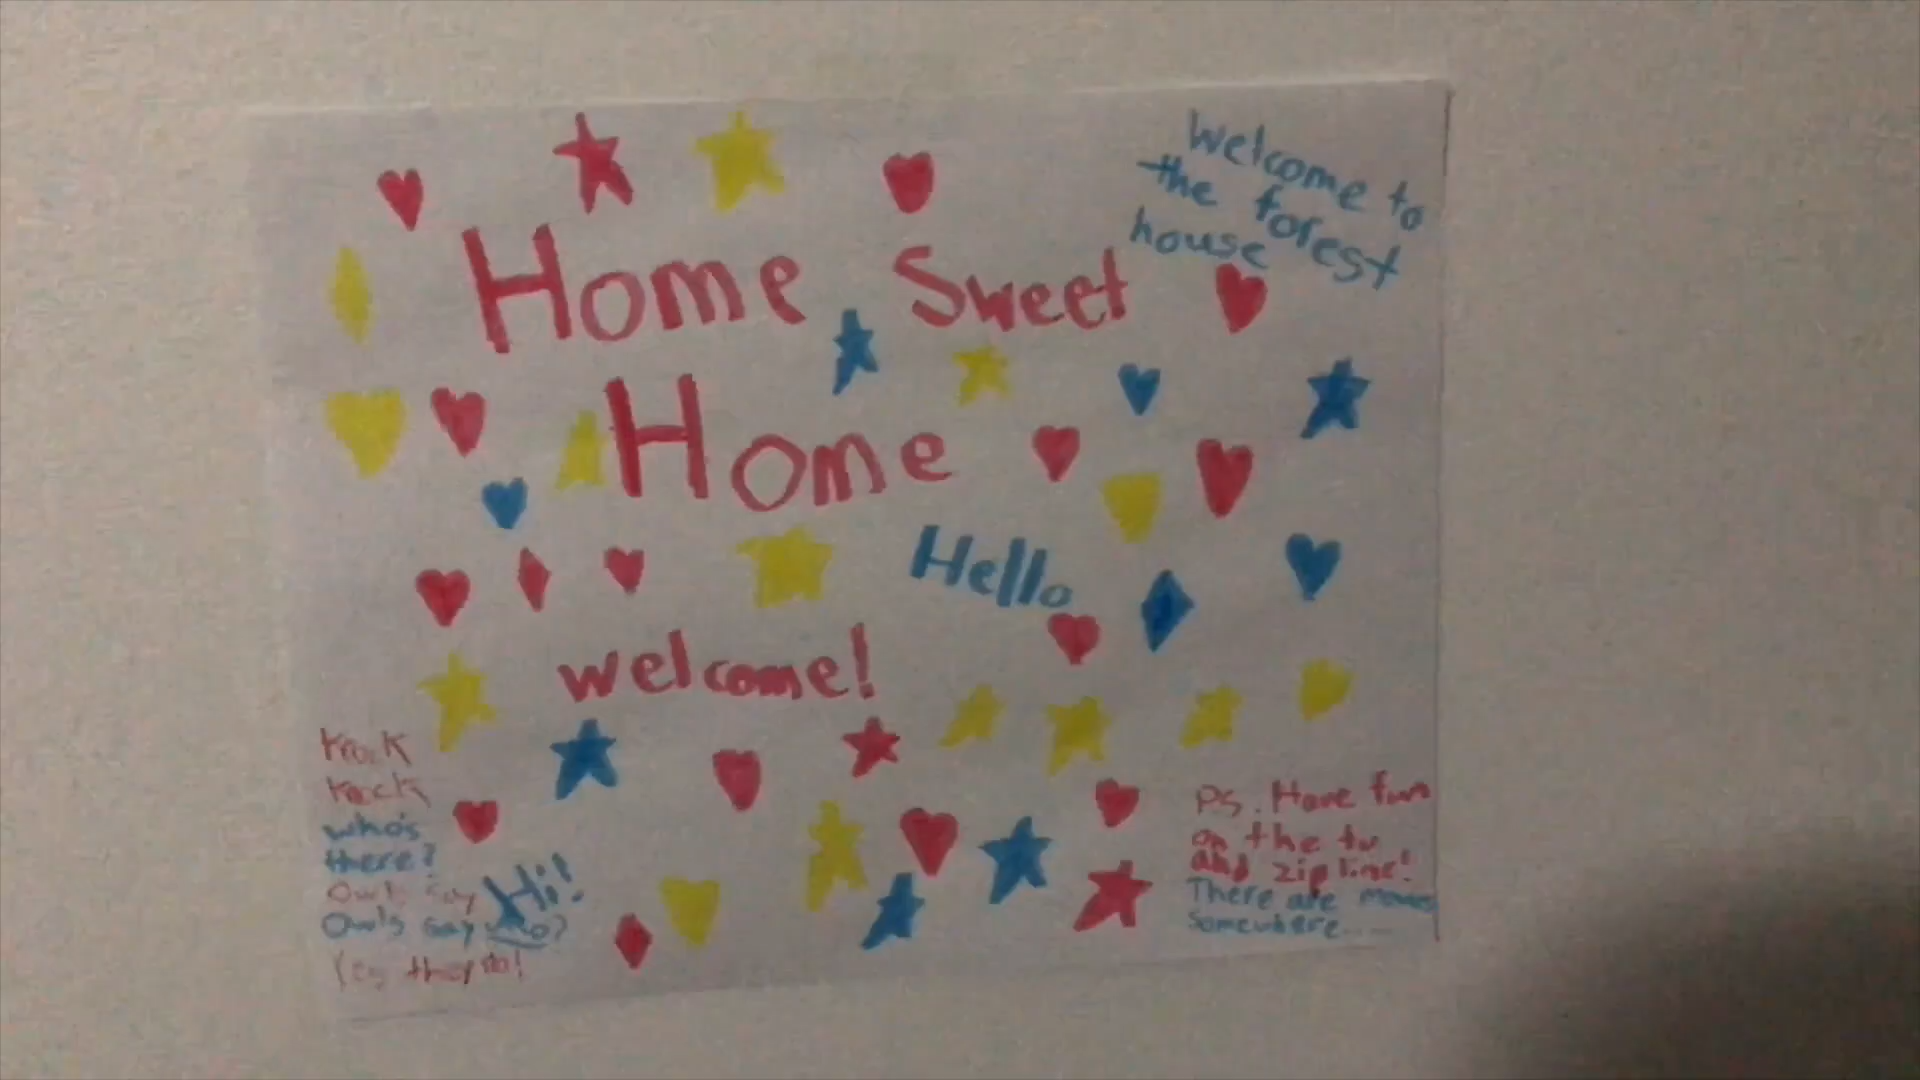 Welcome to
the forest
house
Home Sweet
Home
Hello
welcome!
knock
knock
who's
there?
Owls say
Hi!
Owls say who?
Yes they do!
PS. Have fun
on the tv
and zip line!
There are movies
Somewhere.....